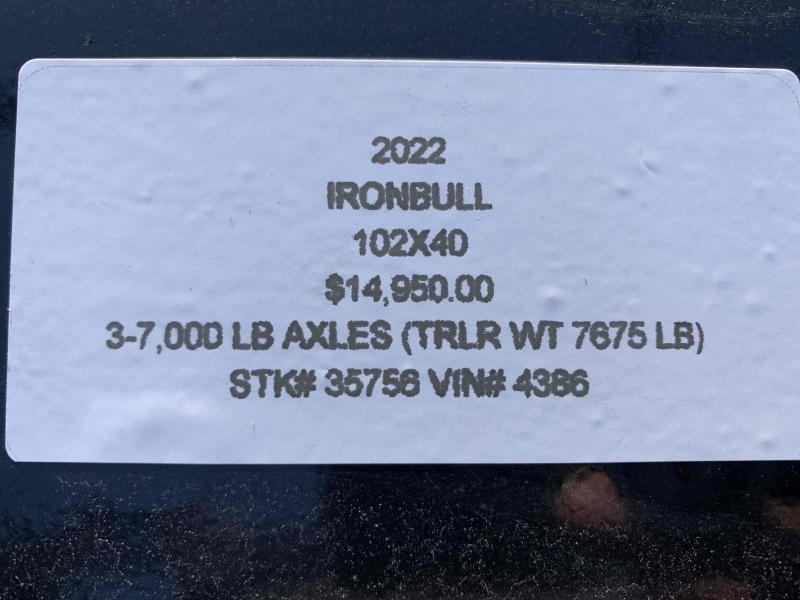 2022
IRONBULL
102X40
$14,950.00
3-7,000 LB AXLES (TRLR WT 7675 LB)
STK# 35756 VIN# 4386